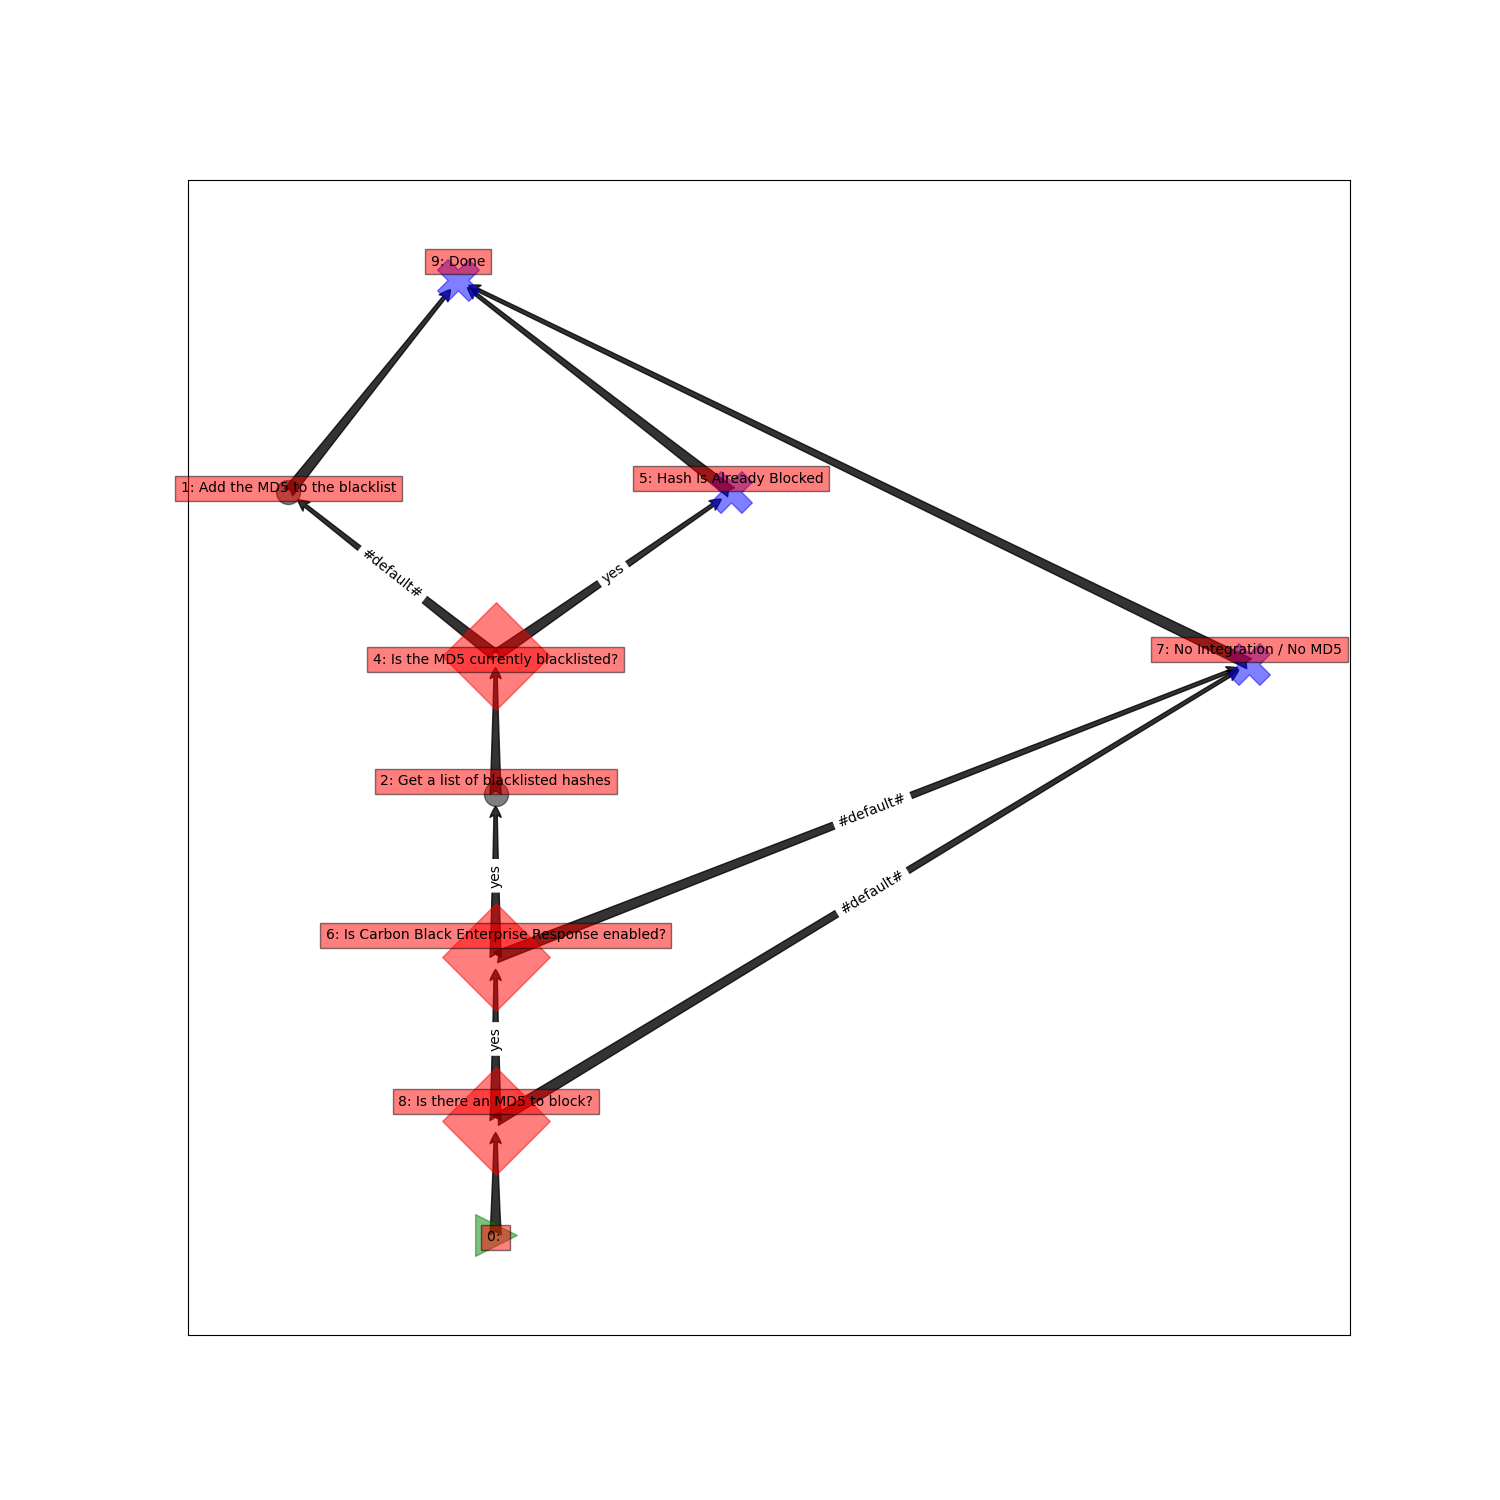 9: Done
5: Hash Is Already Blocked
1: Add the MD5 to the blacklist
#default#
yes
7: No Integration / No MD5
4: Is the MD5 currently blacklisted?
2: Get a list of blacklisted hashes
#default#
yes
#default#
6: Is Carbon Black Enterprise Response enabled?
yes
8: Is there an MD5 to block?
0: